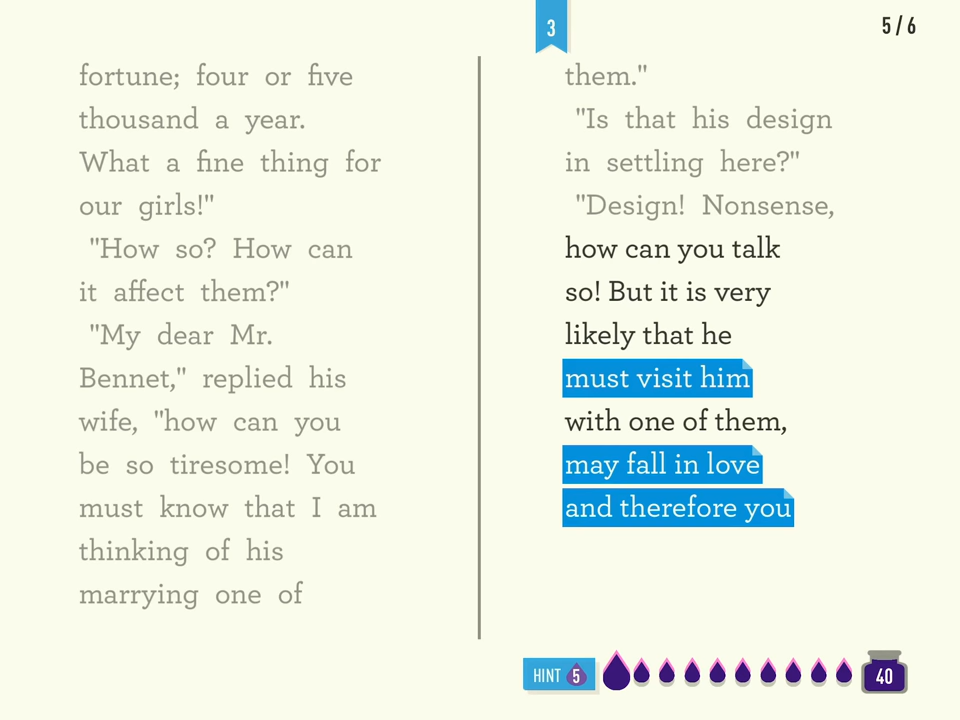 3
5 / 6
fortune; four or five
thousand a year.
What a fine thing for
our girls!"
"How so? How can
it affect them?"
"My dear Mr.
Bennet," replied his
wife, "how can you
be so tiresome! You
must know that I am
thinking of his
marrying one of
them."
"Is that his design
in settling here?"
"Design! Nonsense,
how can you talk
so! But it is very
likely that he
must visit him
with one of them,
may fall in love
and therefore you
HINT 5
40